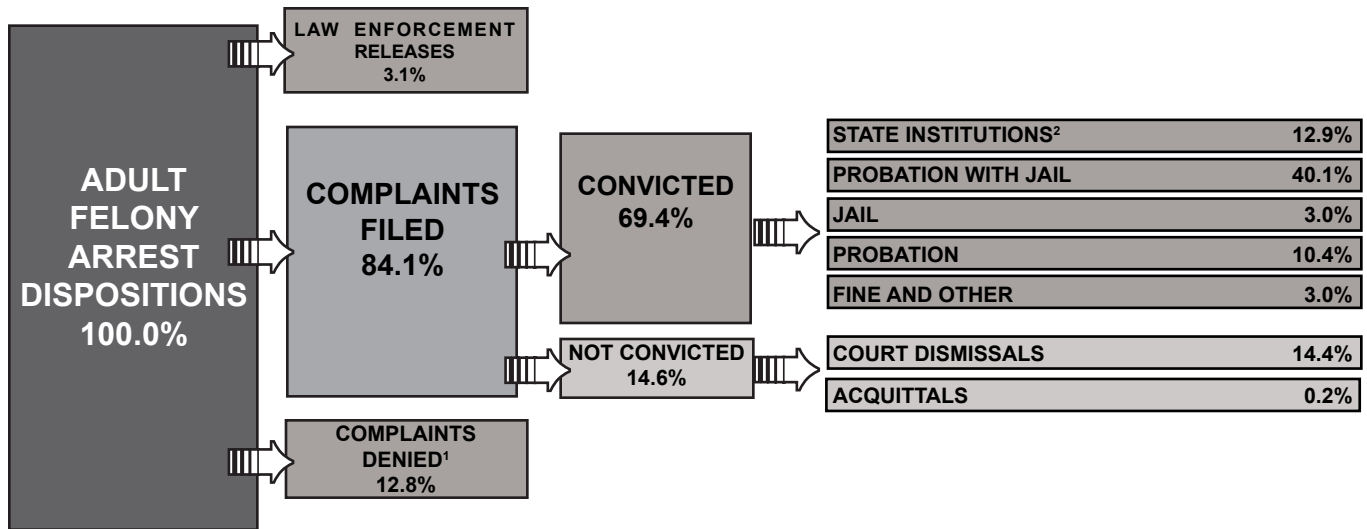 ADULT
FELONY
ARREST
DISPOSITIONS
100.0%
LAW ENFORCEMENT
RELEASES
3.1%
COMPLAINTS
FILED
84.1%
COMPLAINTS
DENIED¹
12.8%
CONVICTED
69.4%
NOT CONVICTED
14.6%
STATE INSTITUTIONS² 12.9%
PROBATION WITH JAIL 40.1%
JAIL 3.0%
PROBATION 10.4%
FINE AND OTHER 3.0%
COURT DISMISSALS 14.4%
ACQUITTALS 0.2%